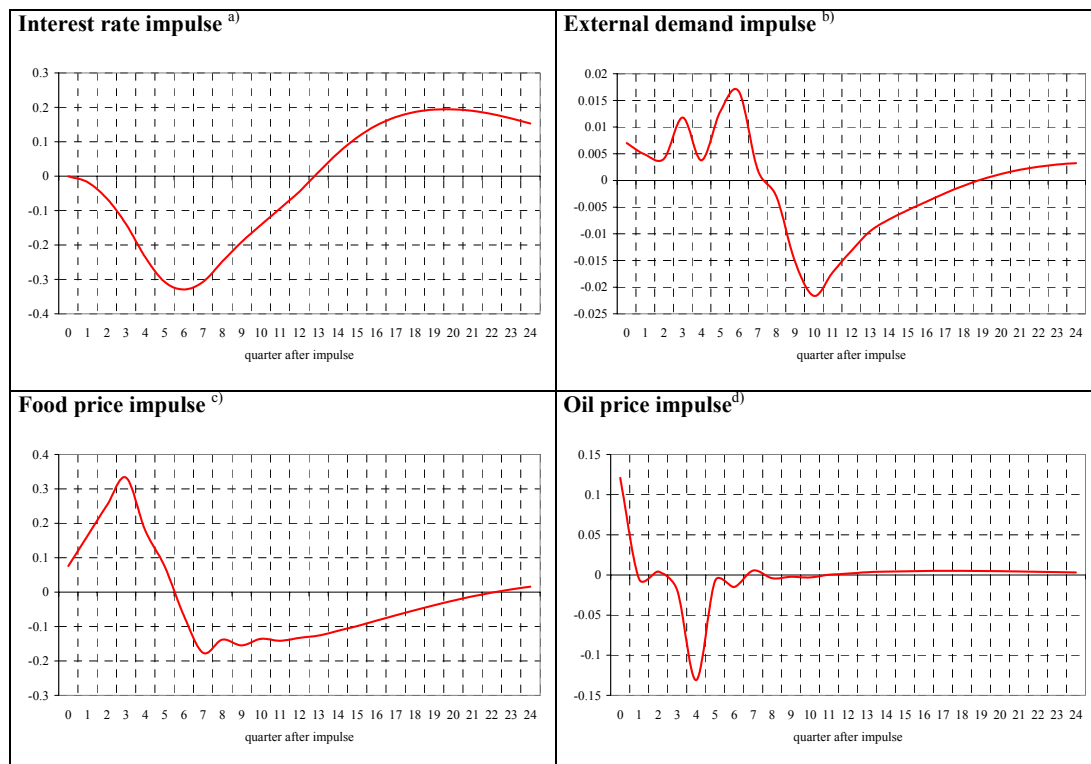 Interest rate impulse a)
0.3
0.2
0.1
0
-0.1
-0.2
-0.3
-0.4
0 1 2 3 4 5 6 7 8 9 10 11 12 13 14 15 16 17 18 19 20 21 22 23 24
quarter after impulse
External demand impulse b)
0.02
0.015
0.01
0.005
0
-0.005
-0.01
-0.015
-0.02
-0.025
0 1 2 3 4 5 6 7 8 9 10 11 12 13 14 15 16 17 18 19 20 21 22 23 24
quarter after impulse
Food price impulse c)
0.4
0.3
0.2
0.1
0
-0.1
-0.2
-0.3
0 1 2 3 4 5 6 7 8 9 10 11 12 13 14 15 16 17 18 19 20 21 22 23 24
quarter after impulse
Oil price impulsed)
0.15
0.1
0.05
0
-0.05
-0.1
-0.15
0 1 2 3 4 5 6 7 8 9 10 11 12 13 14 15 16 17 18 19 20 21 22 23 24
quarter after impulse